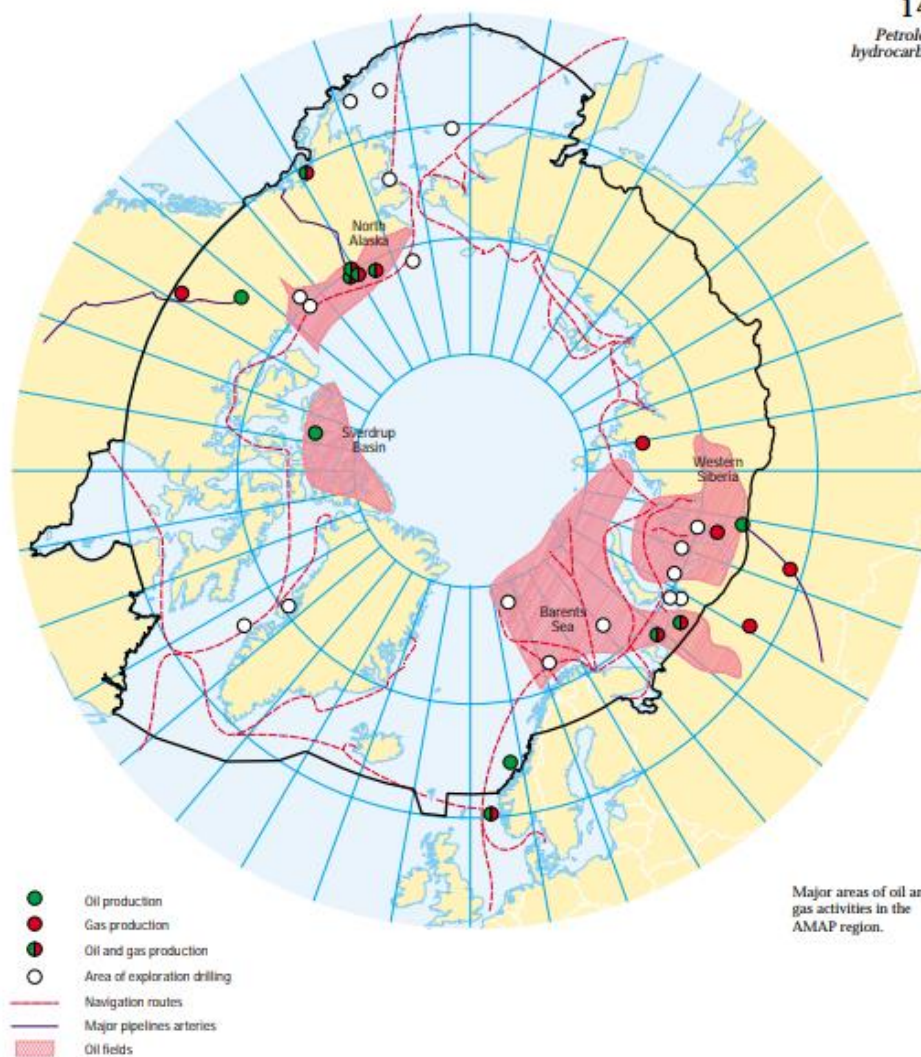 14
Petrole
hydrocarb
North
Alaska
Sverdrup
Basin
Western
Siberia
Barents
Sea
Oil production
Gas production
Oil and gas production
Area of exploration drilling
Navigation routes
Major pipelines arteries
Oil fields
Major areas of oil an
gas activities in the
AMAP region.